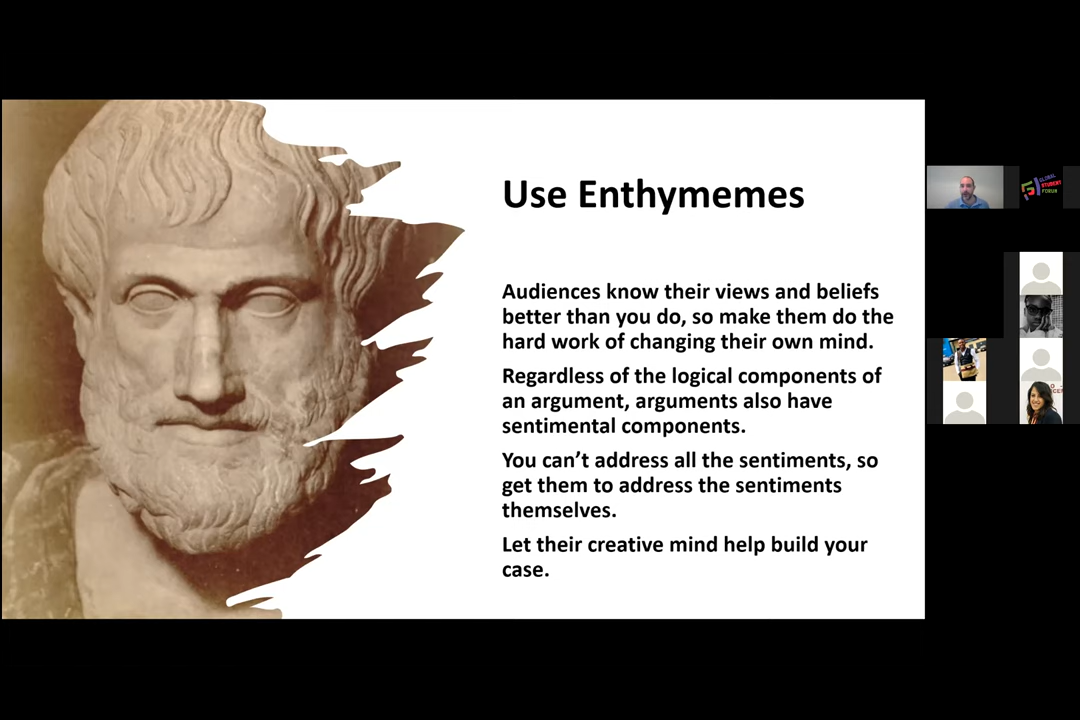 Use Enthymemes
Audiences know their views and beliefs
better than you do, so make them do the
hard work of changing their own mind.
Regardless of the logical components of
an argument, arguments also have
sentimental components.
You can’t address all the sentiments, so
get them to address the sentiments
themselves.
Let their creative mind help build your
case.
GLOBAL
STUDENT
FORUM